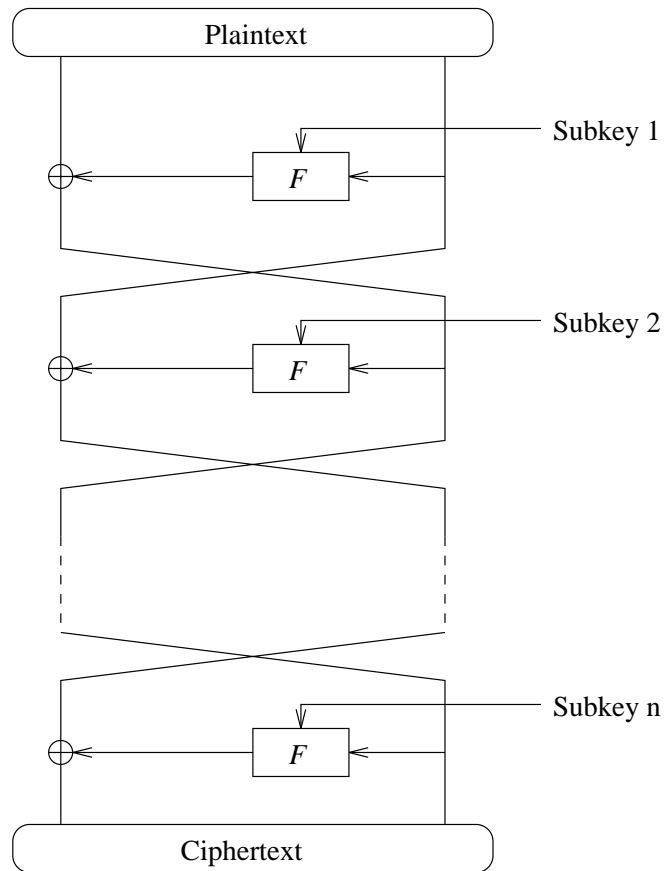 Plaintext
Subkey 1
F
Subkey 2
F
Subkey n
F
Ciphertext